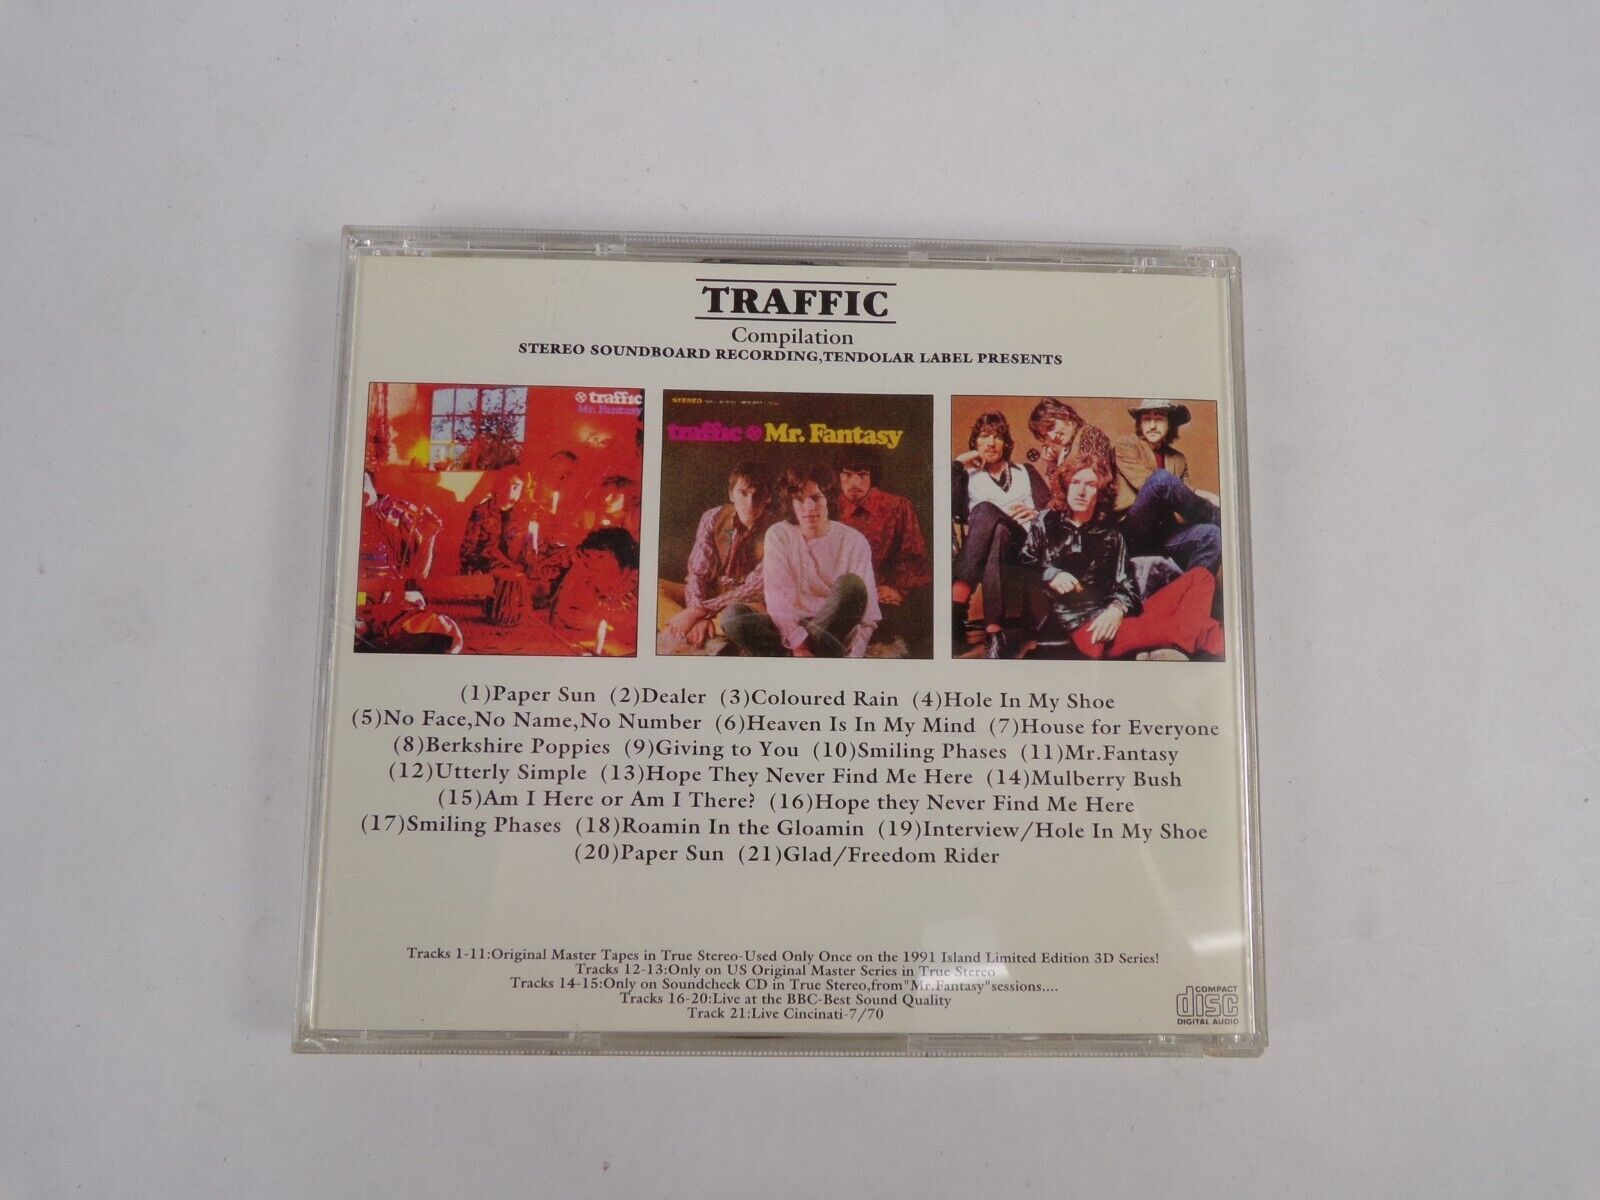 TRAFFIC
Compilation
STEREO SOUNDBOARD RECORDING,TENDOLAR LABEL PRESENTS
traffic
Mr. Fantasy
STEREO
traffic Mr. Fantasy
(1)Paper Sun (2)Dealer (3)Coloured Rain (4)Hole In My Shoe
(5)No Face,No Name,No Number (6)Heaven Is In My Mind (7)House for Everyone
(8)Berkshire Poppies (9)Giving to You (10)Smiling Phases (11)Mr.Fantasy
(12)Utterly Simple (13)Hope They Never Find Me Here (14)Mulberry Bush
(15)Am I Here or Am I There? (16)Hope they Never Find Me Here
(17)Smiling Phases (18)Roamin In the Gloamin (19)Interview/Hole In My Shoe
(20)Paper Sun (21)Glad/Freedom Rider
Tracks 1-11:Original Master Tapes in True Stereo-Used Only Once on the 1991 Island Limited Edition 3D Series!
Tracks 12-13:Only on US Original Master Series in True Stereo
Tracks 14-15:Only on Soundcheck CD in True Stereo,from"Mr.Fantasy"sessions....
Tracks 16-20:Live at the BBC-Best Sound Quality
Track 21:Live Cincinati-7/70
COMPACT
disc
DIGITAL AUDIO